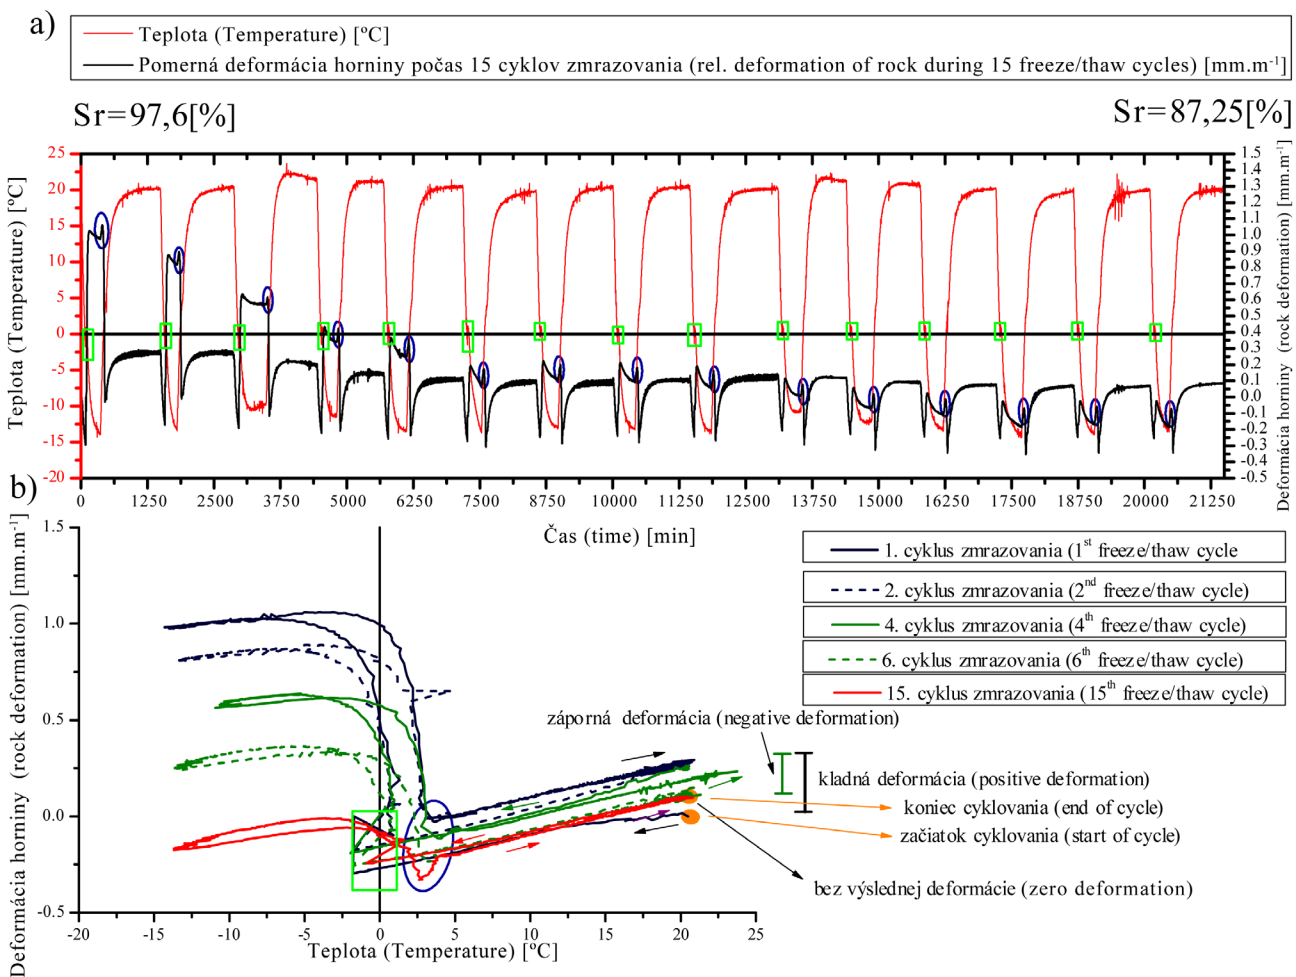 a)
Teplota (Temperature) [ºC]
Pomerná deformácia horniny počas 15 cyklov zmrazovania (rel. deformation of rock during 15 freeze/thaw cycles) [mm.m-1]
Sr=97,6[%]
Sr=87,25[%]
Teplota (Temperature) [ºC]
25
20
15
10
5
0
-5
-10
-15
-20
1.5
1.4
1.3
1.2
1.1
1.0
0.9
0.8
0.7
0.6
0.5
0.4
0.3
0.2
0.1
0.0
-0.1
-0.2
-0.3
-0.4
-0.5
Deformácia horniny (rock deformation) [mm.m-1]
0 1250 2500 3750 5000 6250 7500 8750 10000 11250 12500 13750 15000 16250 17500 18750 20000 21250
Čas (time) [min]
b)
Deformácia horniny (rock deformation) [mm.m-1]
1.5
1.0
0.5
0.0
-0.5
1. cyklus zmrazovania (1st freeze/thaw cycle
2. cyklus zmrazovania (2nd freeze/thaw cycle)
4. cyklus zmrazovania (4th freeze/thaw cycle)
6. cyklus zmrazovania (6th freeze/thaw cycle)
15. cyklus zmrazovania (15th freeze/thaw cycle)
záporná deformácia (negative deformation)
kladná deformácia (positive deformation)
koniec cyklovania (end of cycle)
začiatok cyklovania (start of cycle)
bez výslednej deformácie (zero deformation)
-20 -15 -10 -5 0 5 10 15 20 25
Teplota (Temperature) [ºC]